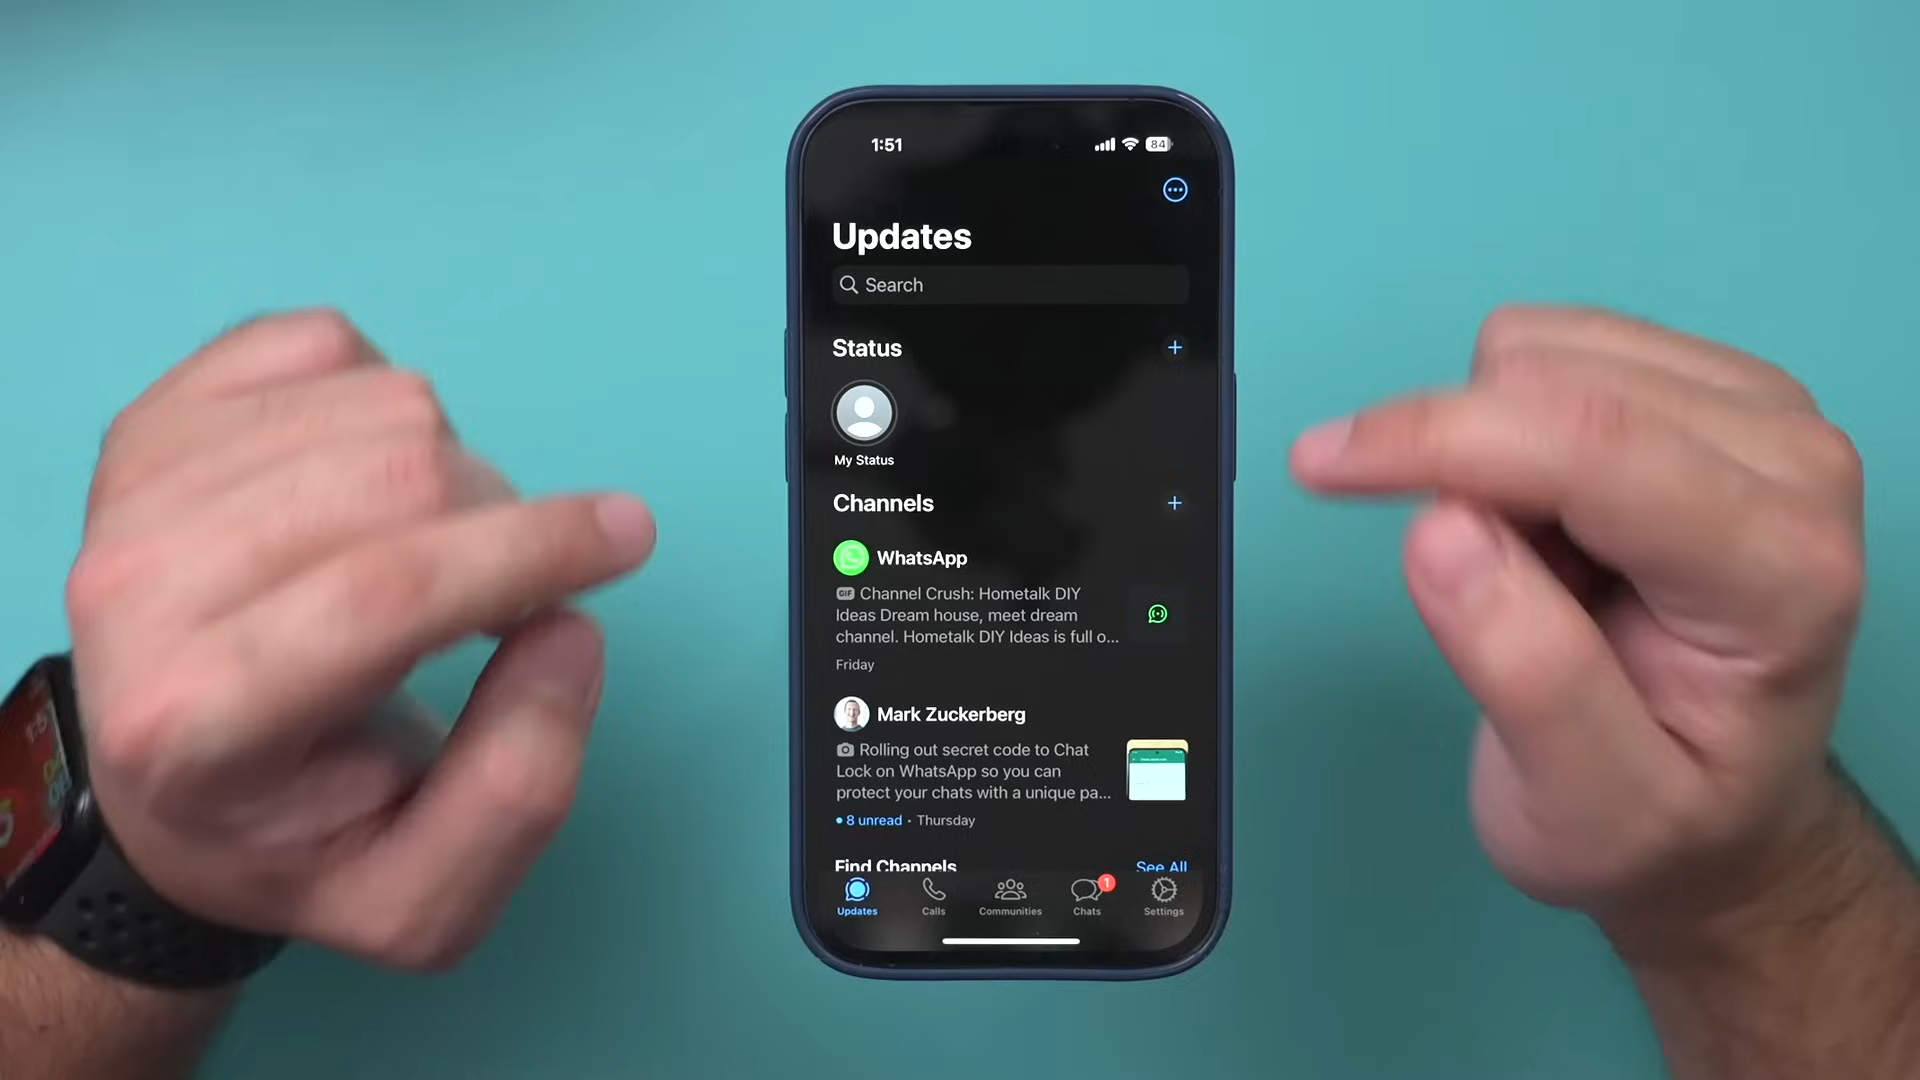 1:51
84
Updates
Search
Status
My Status
Channels
WhatsApp
GIF Channel Crush: Hometalk DIY
Ideas Dream house, meet dream
channel. Hometalk DIY Ideas is full o...
Friday
Mark Zuckerberg
Rolling out secret code to Chat
Lock on WhatsApp so you can
protect your chats with a unique pa...
8 unread · Thursday
Find Channels
See All
1
Updates
Calls
Communities
Chats
Settings